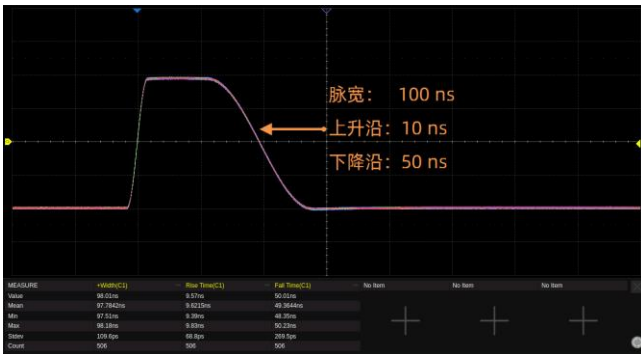 脉宽： 100 ns
上升沿：10 ns
下降沿：50 ns
MEASURE +Width(C1) Rise Time(C1) Fall Time(C1) No Item No Item No Item
Value 98.01ns 9.57ns 50.01ns
Mean 97.7842ns 9.6215ns 49.3644ns
Min 97.51ns 9.39ns 48.35ns
Max 98.18ns 9.83ns 50.23ns
Stdev 109.6ps 68.8ps 269.5ps
Count 506 506 506